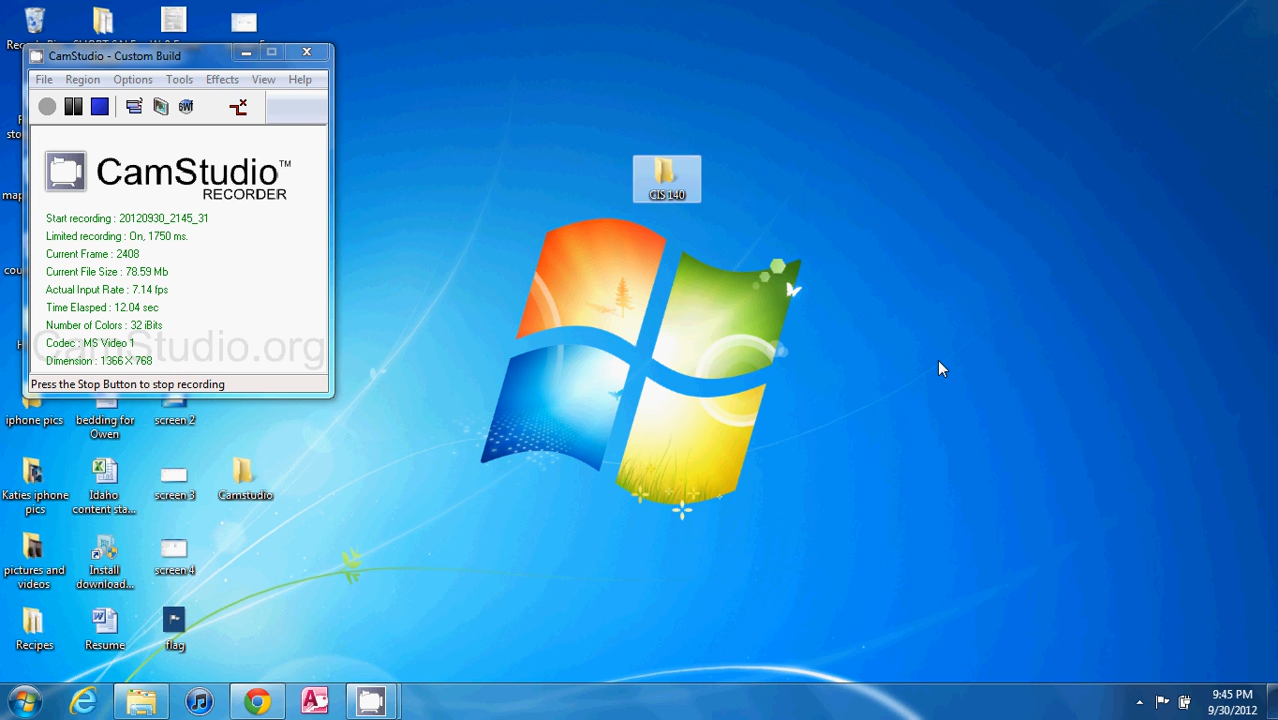 CamStudio - Custom Build
File Region Options Tools Effects View Help
CamStudio™
RECORDER
Start recording : 20120930_2145_31
Limited recording : On, 1750 ms.
Current Frame : 2408
Current File Size : 78.59 Mb
Actual Input Rate : 7.14 fps
Time Elasped : 12.04 sec
Number of Colors : 32 iBits
Codec : MS Video 1
Dimension : 1366 X 768
CamStudio.org
Press the Stop Button to stop recording
GIS 140
iphone pics
bedding for
Owen
screen 2
Katies iphone
pics
Idaho
content sta...
screen 3
Camstudio
pictures and
videos
Install
download...
screen 4
Recipes
Resume
flag
9:45 PM
9/30/2012